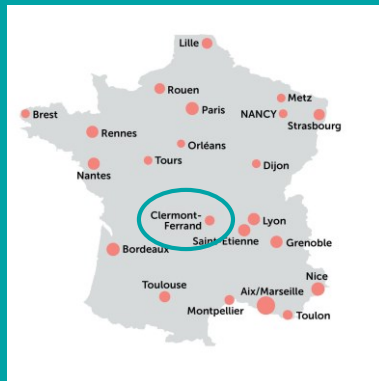 Lille
Rouen
Paris
Metz
NANCY
Strasbourg
Brest
Rennes
Orléans
Tours
Nantes
Dijon
Clermont-
Ferrand
Lyon
Saint-Etienne
Grenoble
Bordeaux
Nice
Toulouse
Aix/Marseille
Montpellier
Toulon